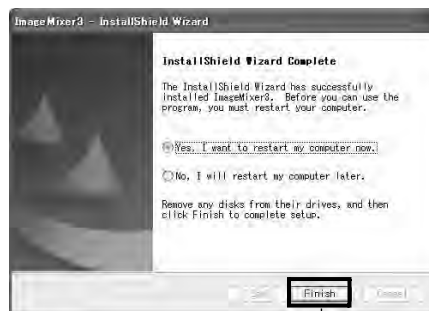 ImageMixer3 - InstallShield Wizard
InstallShield Wizard Complete
The InstallShield Wizard has successfully
installed ImageMixer3. Before you can use the
program, you must restart your computer.
Yes, I want to restart my computer now.
No, I will restart my computer later.
Remove any disks from their drives, and then
click Finish to complete setup.
Finish
Cancel